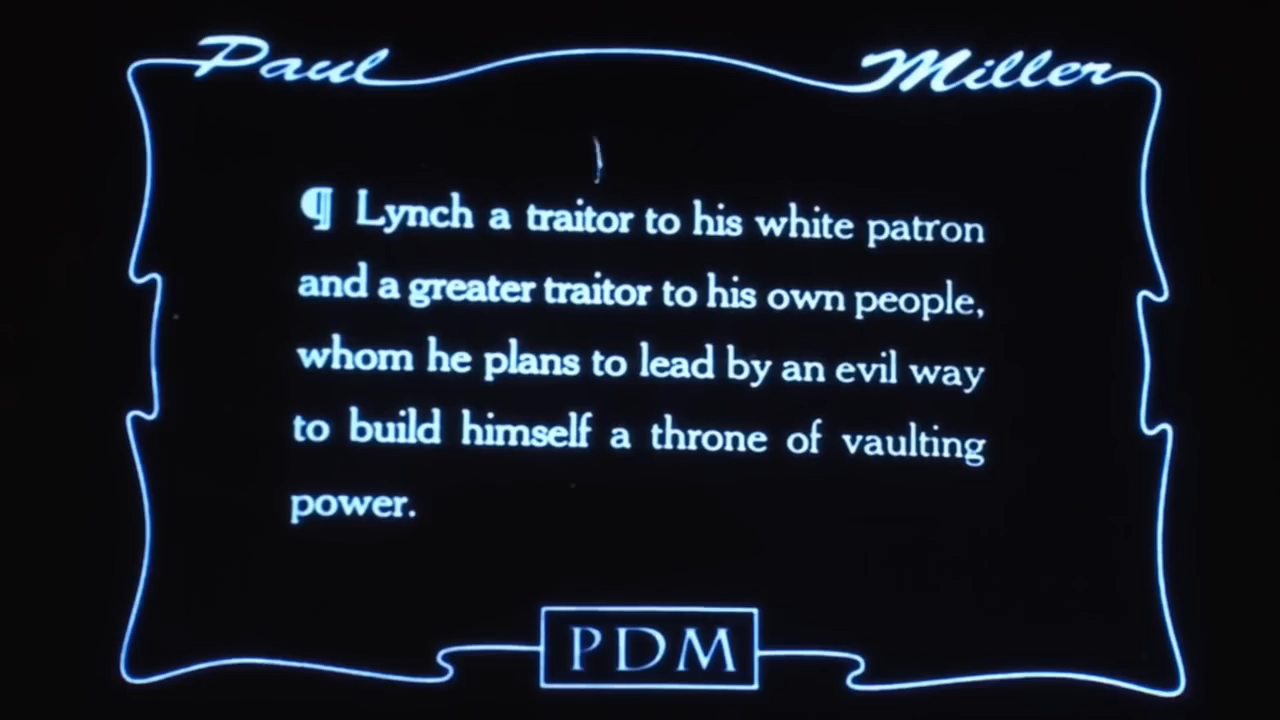 Paul Miller
¶ Lynch a traitor to his white patron
and a greater traitor to his own people,
whom he plans to lead by an evil way
to build himself a throne of vaulting
power.
PDM